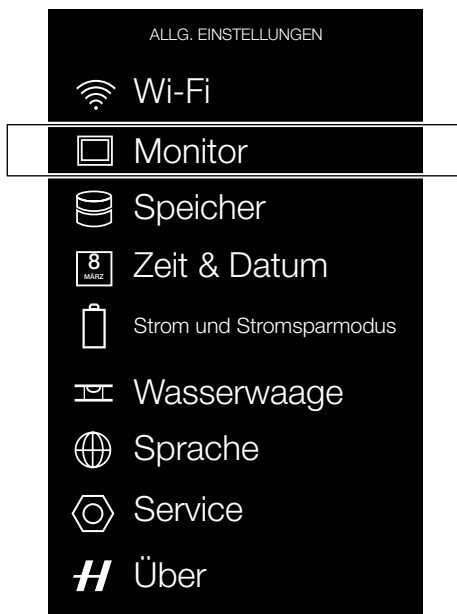 ALLG. EINSTELLUNGEN
Wi-Fi
Monitor
Speicher
8
MÄRZ
Zeit & Datum
Strom und Stromsparmodus
Wasserwaage
Sprache
Service
H Über